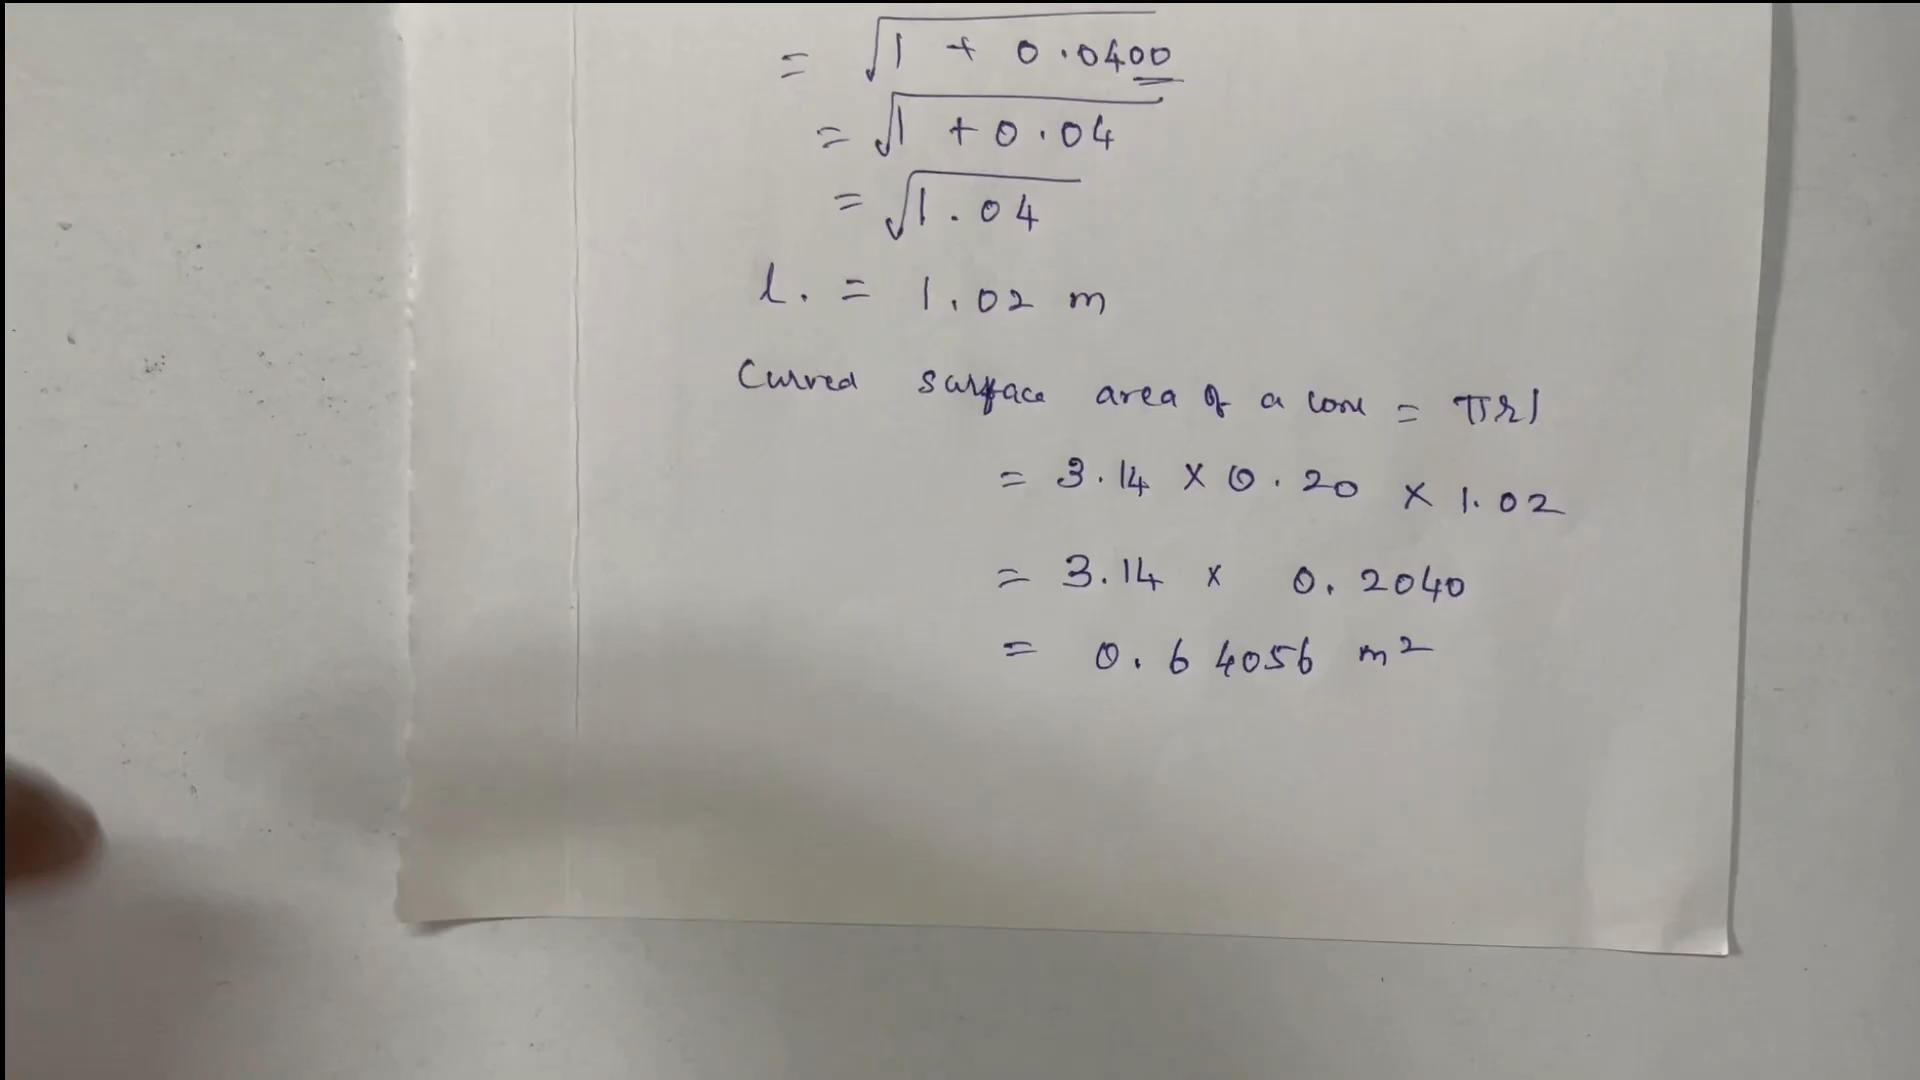 = √1 + 0.0400
= √1 + 0.04
= √1.04
l. = 1.02 m
Curved surface area of a cone = πrl
= 3.14 × 0.20 × 1.02
= 3.14 × 0.2040
= 0.64056 m²